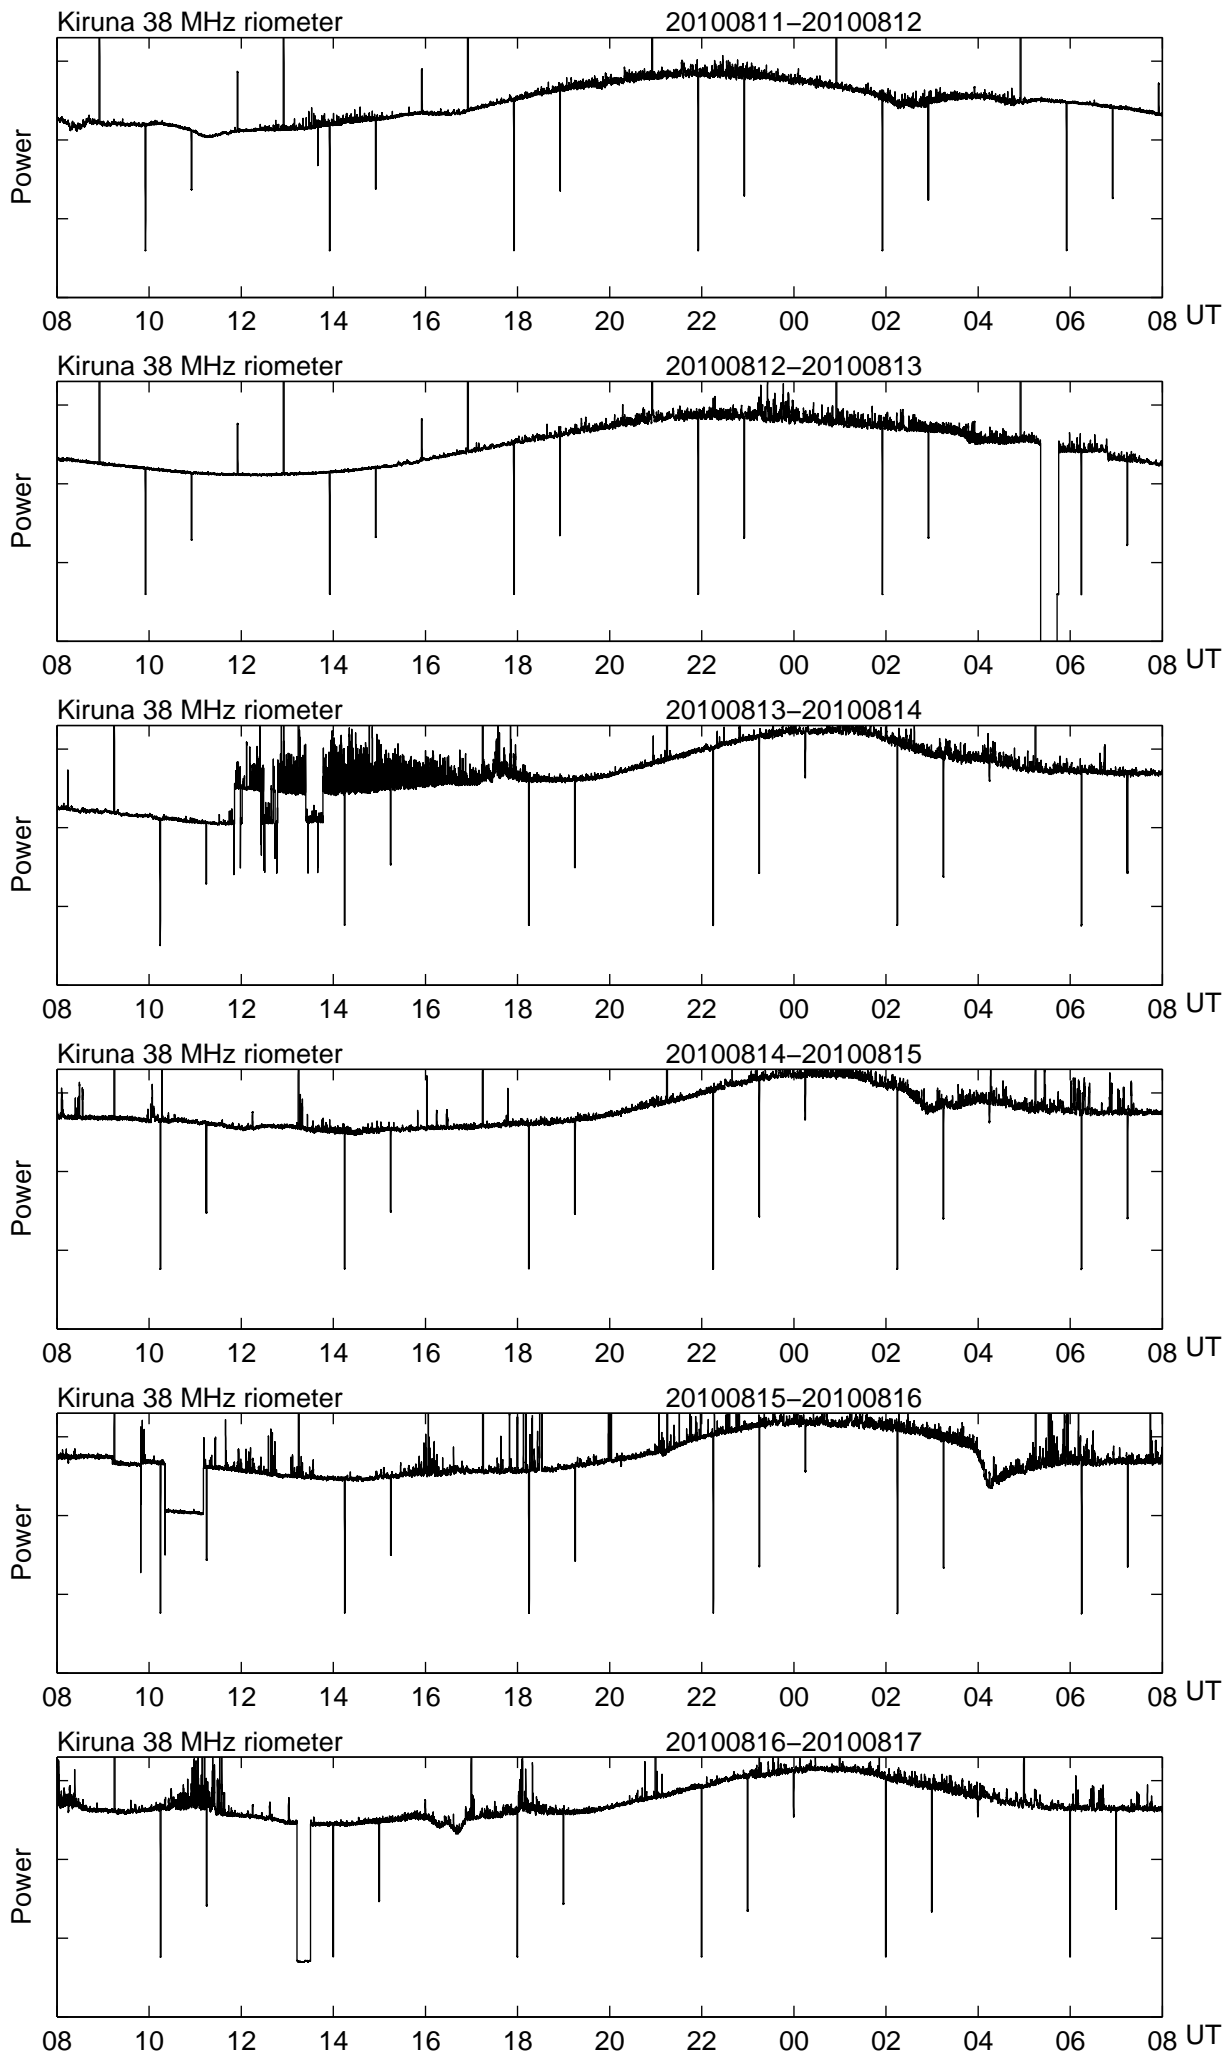 Kiruna 38 MHz riometer 20100811−20100812
Power
08 10 12 14 16 18 20 22 00 02 04 06 08 UT
Kiruna 38 MHz riometer 20100812−20100813
Power
08 10 12 14 16 18 20 22 00 02 04 06 08 UT
Kiruna 38 MHz riometer 20100813−20100814
Power
08 10 12 14 16 18 20 22 00 02 04 06 08 UT
Kiruna 38 MHz riometer 20100814−20100815
Power
08 10 12 14 16 18 20 22 00 02 04 06 08 UT
Kiruna 38 MHz riometer 20100815−20100816
Power
08 10 12 14 16 18 20 22 00 02 04 06 08 UT
Kiruna 38 MHz riometer 20100816−20100817
Power
08 10 12 14 16 18 20 22 00 02 04 06 08 UT